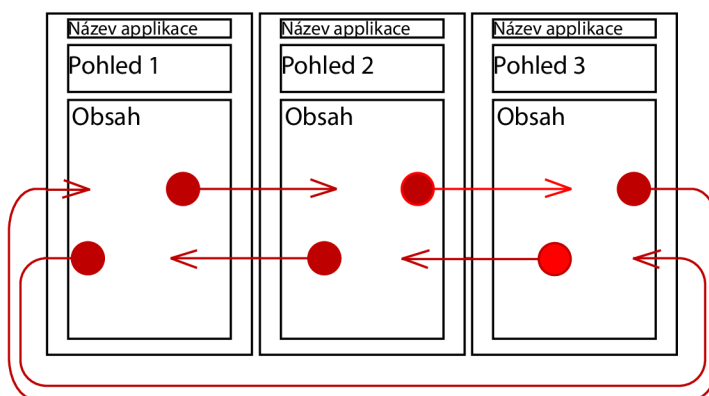 Název applikace
Pohled 1
Obsah
Název applikace
Pohled 2
Obsah
Název applikace
Pohled 3
Obsah